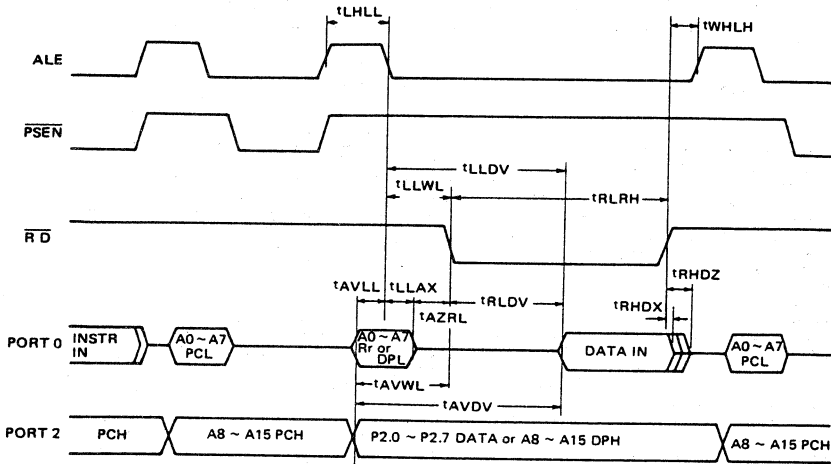 tLHLL
tWHLH
ALE
PSEN
tLLDV
tLLWL
tRLRH
R D
tAVLL
tLLAX
tRLDV
tAZRL
tRHDZ
tRHDX
PORT 0
INSTR
IN
A0 ~ A7
PCL
A0 ~ A7
Rr or
DPL
DATA IN
A0 ~ A7
PCL
tAVWL
tAVDV
PORT 2
PCH
A8 ~ A15 PCH
P2.0 ~ P2.7 DATA or A8 ~ A15 DPH
A8 ~ A15 PCH